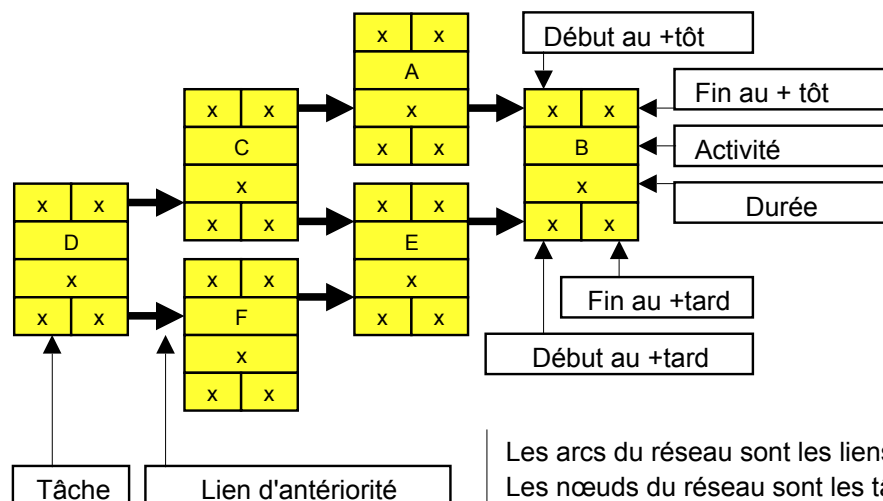 x x
A
x
x x
Début au +tôt
x x
C
x
x x
x x
B
x
x x
Fin au + tôt
Activité
Durée
x x
D
x
x x
x x
E
x
x x
F
x
x x
Fin au +tard
Début au +tard
Tâche
Lien d'antériorité
Les arcs du réseau sont les liens
Les nœuds du réseau sont les